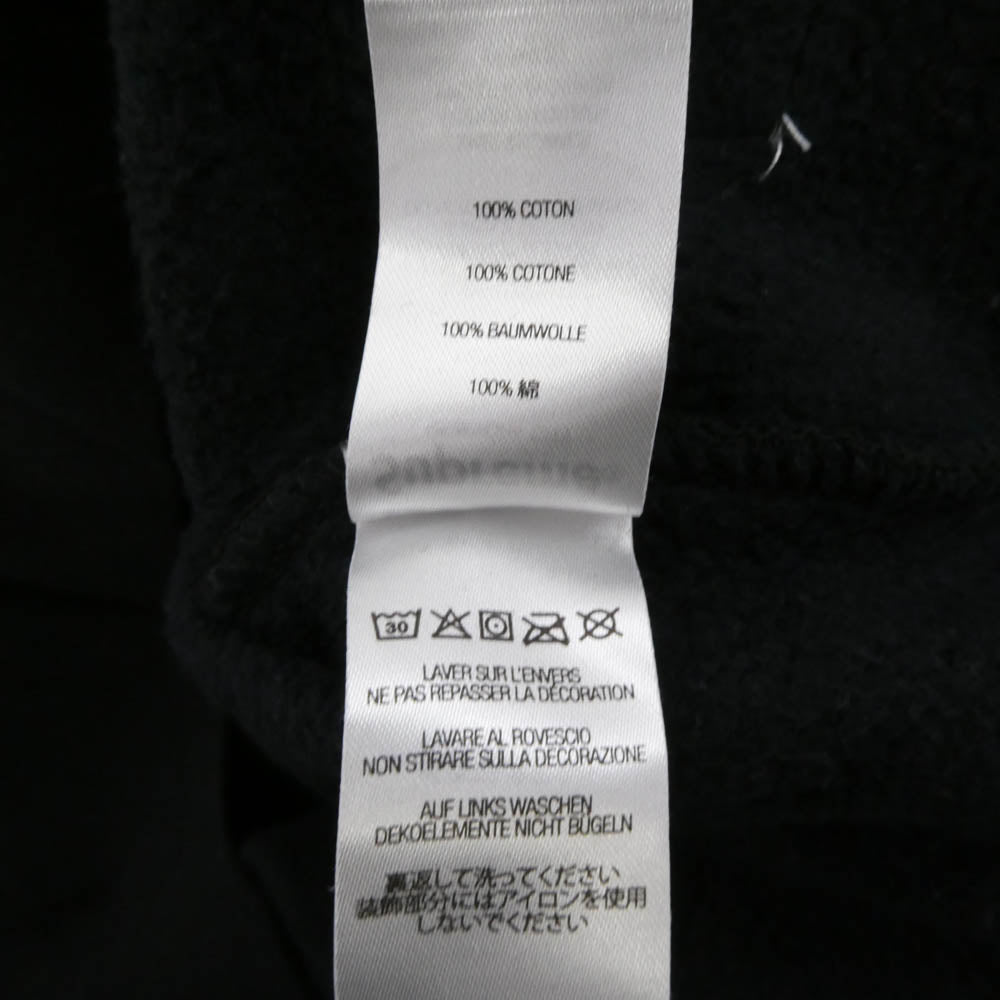 100% COTON
100% COTONE
100% BAUMWOLLE
100% 綿
30
LAVER SUR L'ENVERS
NE PAS REPASSER LA DÉCORATION
LAVARE AL ROVESCIO
NON STIRARE SULLA DECORAZIONE
AUF LINKS WASCHEN
DEKOELEMENTE NICHT BÜGELN
裏返して洗ってください
装飾部分にはアイロンを使用
しないでください